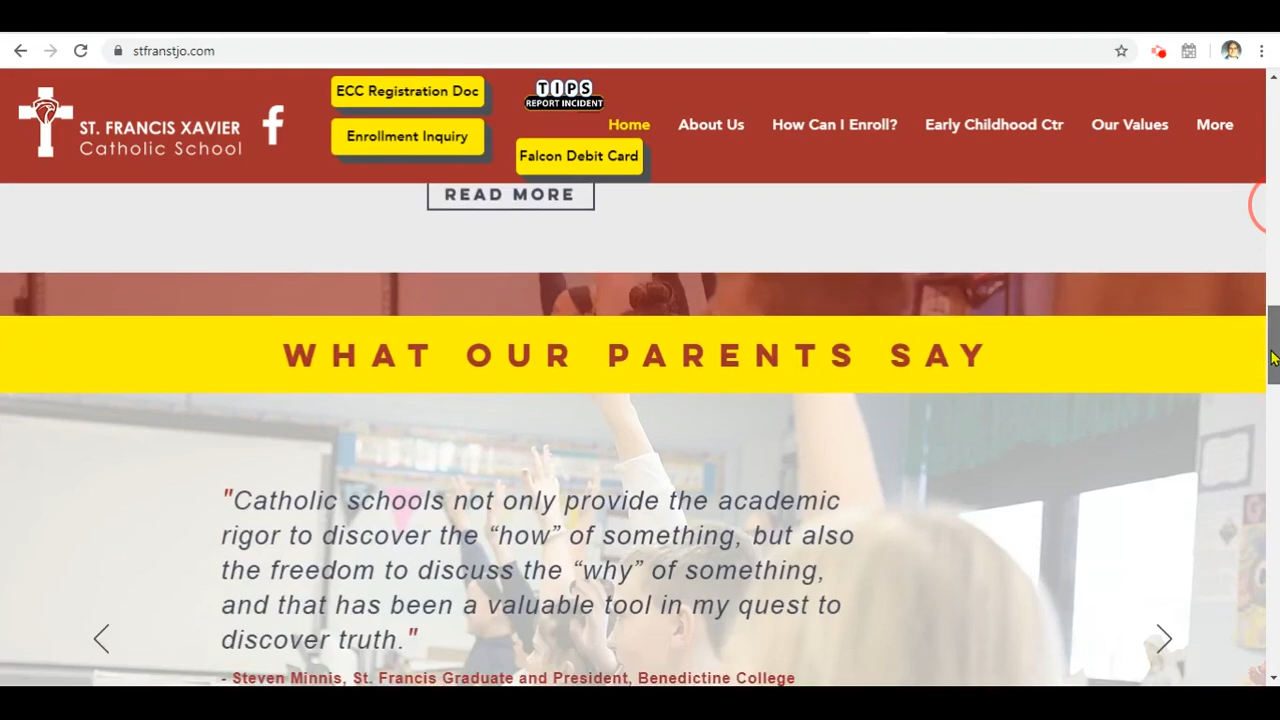 stfranstjo.com
ST. FRANCIS XAVIER
Catholic School
f
ECC Registration Doc
Enrollment Inquiry
TIPS
REPORT INCIDENT
Falcon Debit Card
Home
About Us
How Can I Enroll?
Early Childhood Ctr
Our Values
More
READ MORE
WHAT OUR PARENTS SAY
"Catholic schools not only provide the academic
rigor to discover the “how” of something, but also
the freedom to discuss the “why” of something,
and that has been a valuable tool in my quest to
discover truth."
- Steven Minnis, St. Francis Graduate and President, Benedictine College